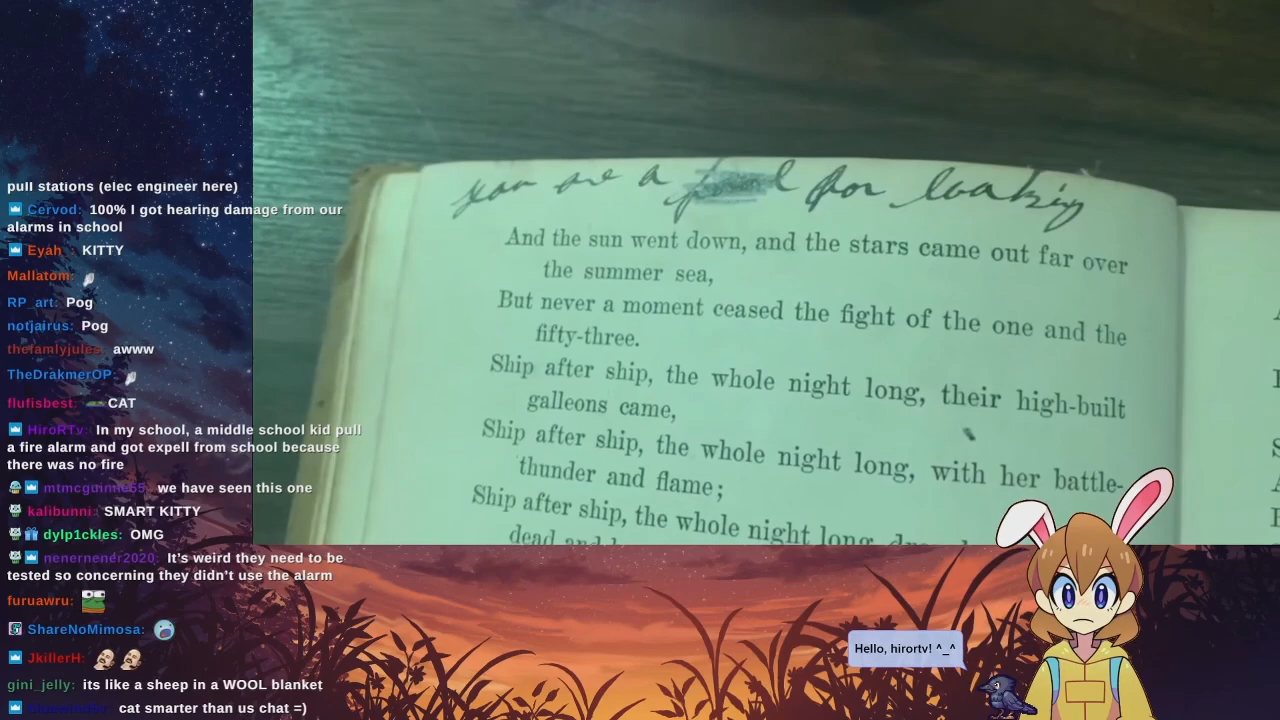 pull stations (elec engineer here)
Cervod: 100% I got hearing damage from our
alarms in school
Eyah : KITTY
Mallatom:
RP_art: Pog
notjairus: Pog
thefamlyjules: awww
TheDrakmerOP:
flufisbest: CAT
HiroRTv: In my school, a middle school kid pull
a fire alarm and got expell from school because
there was no fire
mtmcguinne55: we have seen this one
kalibunni: SMART KITTY
dylp1ckles: OMG
nenernener2020: It's weird they need to be
tested so concerning they didn't use the alarm
furuawru:
ShareNoMimosa:
JkillerH:
gini_jelly: its like a sheep in a WOOL blanket
cat smarter than us chat =)
you are a fool for looking
And the sun went down, and the stars came out far over
the summer sea,
But never a moment ceased the fight of the one and the
fifty-three.
Ship after ship, the whole night long, their high-built
galleons came,
Ship after ship, the whole night long, with her battle-
thunder and flame;
Ship after ship, the whole night long,
dead and
Hello, hirortv! ^_^